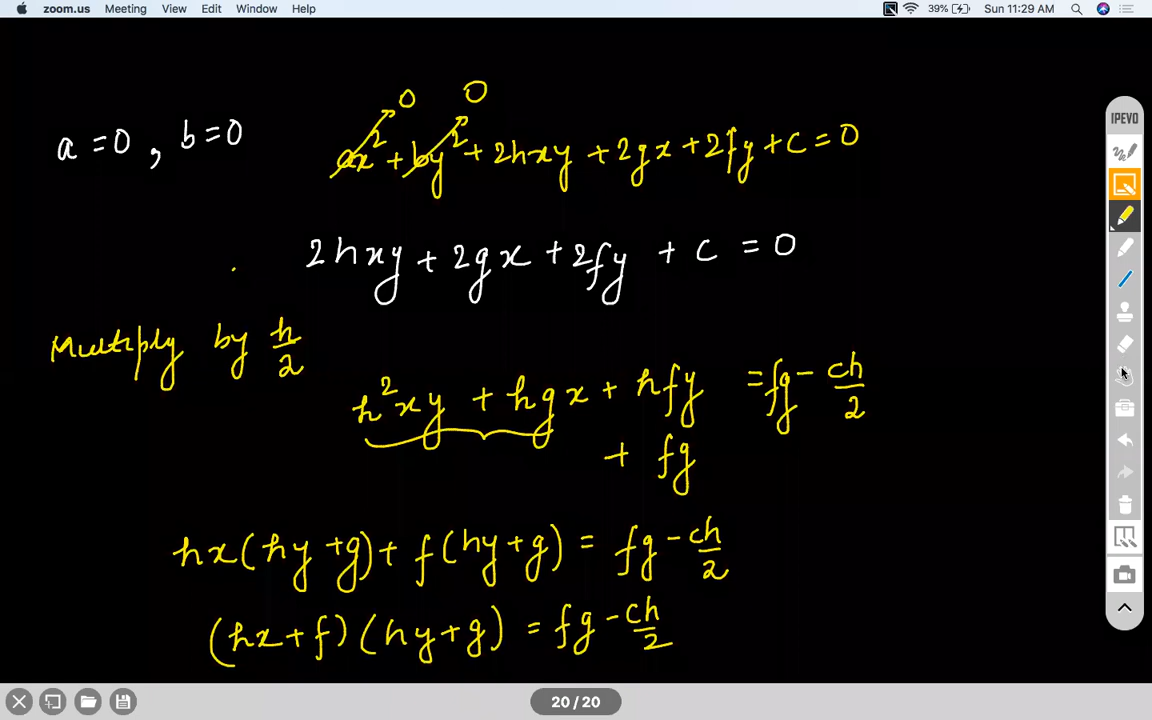 zoom.us Meeting View Edit Window Help 39% Sun 11:29 AM
a = 0 , b = 0
0 0
ax² + by² + 2hxy + 2gx + 2fy + c = 0
2hxy + 2gx + 2fy + c = 0
Multiply by h/2
h²xy + hgx + hfy = fg - ch/2
+ fg
hx(hy+g) + f(hy+g) = fg - ch/2
(hx+f)(hy+g) = fg - ch/2
IPEVO
20 / 20